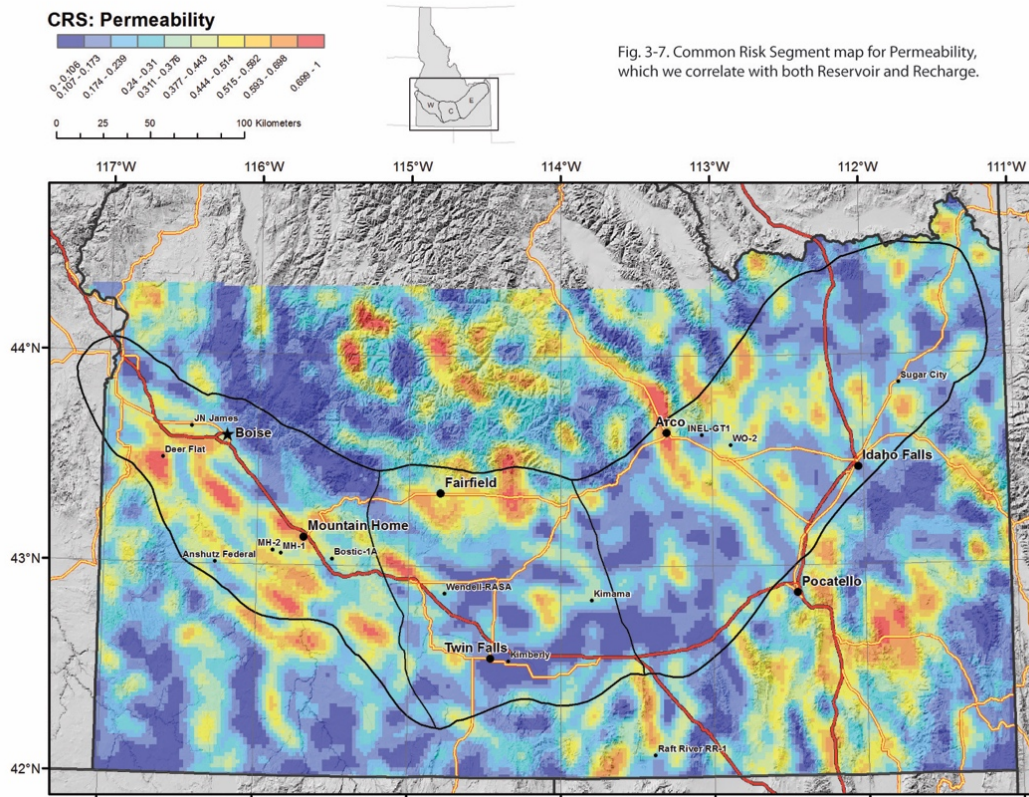 CRS: Permeability
0 - 0.106
0.107 - 0.173
0.174 - 0.239
0.24 - 0.31
0.311 - 0.376
0.377 - 0.443
0.444 - 0.514
0.515 - 0.592
0.593 - 0.698
0.699 - 1
0 25 50 100 Kilometers
W C E
Fig. 3-7. Common Risk Segment map for Permeability,
which we correlate with both Reservoir and Recharge.
117°W 116°W 115°W 114°W 113°W 112°W 110°W
44°N
Sugar City
JN James
Boise
Arco
INEL-GT1
WO-2
Deer Flat
Idaho Falls
Fairfield
Mountain Home
43°N
MH-2 MH-1
Anshutz Federal
Bostic-1A
Wendell-RASA
Kimama
Pocatello
Twin Falls
Kimberly
Raft River RR-1
42°N